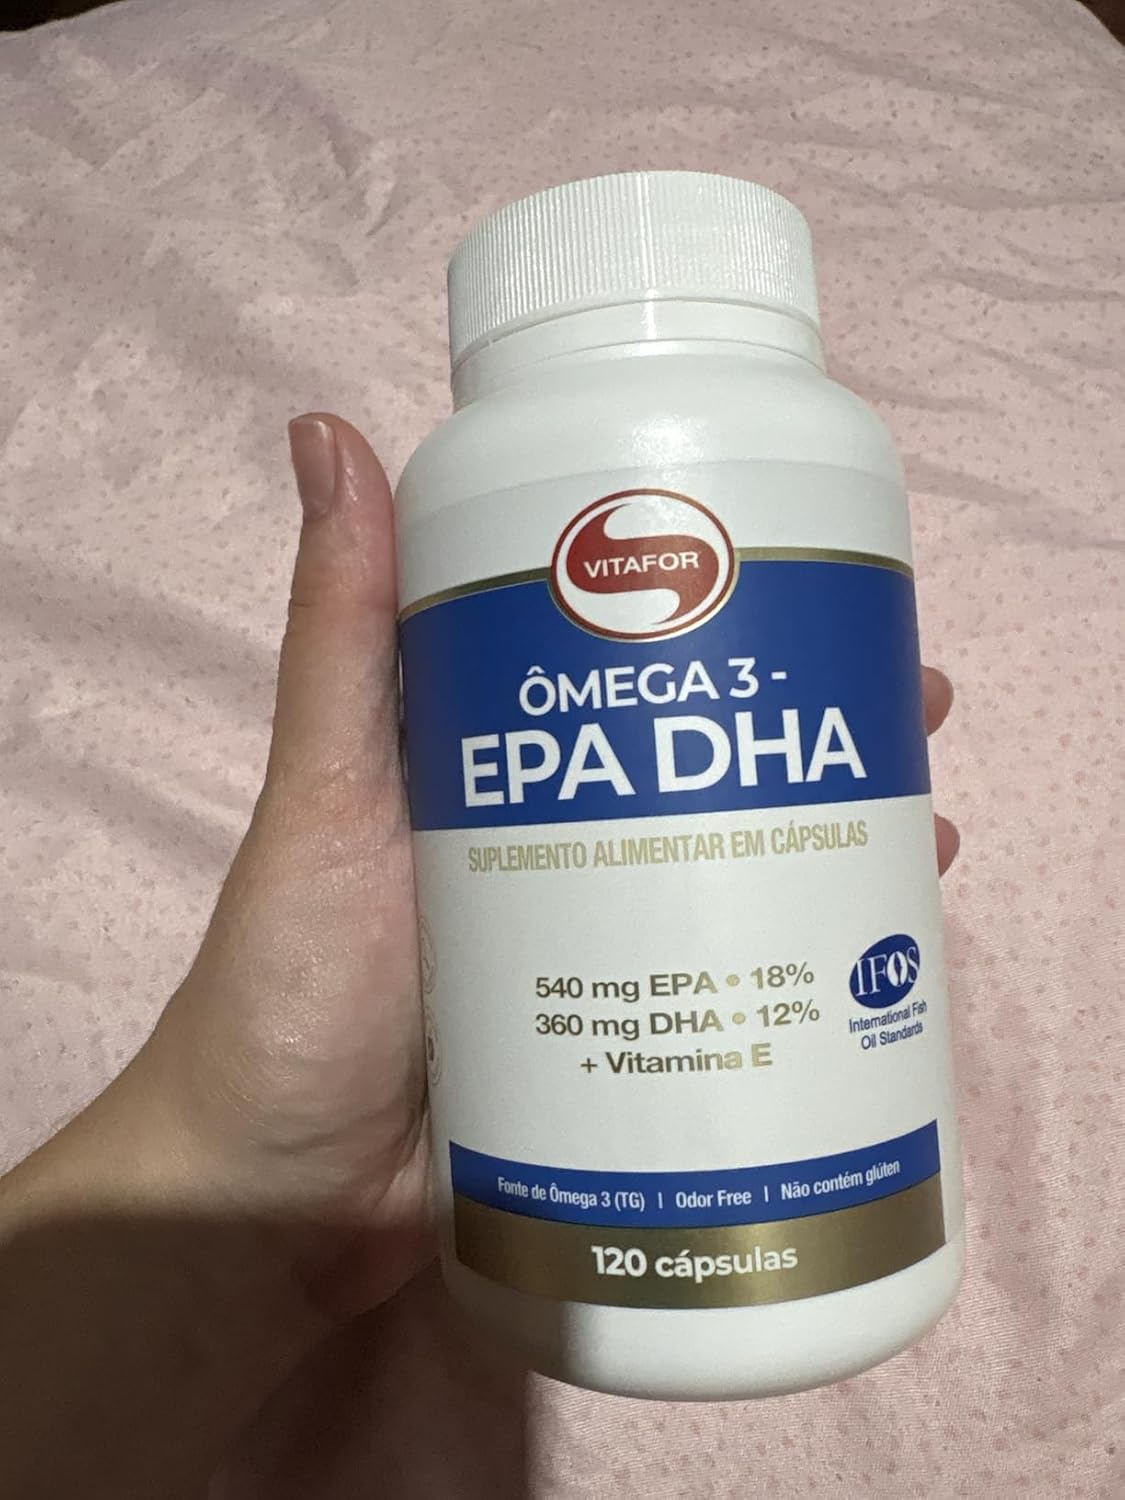 VITAFOR
ÔMEGA 3 -
EPA DHA
SUPLEMENTO ALIMENTAR EM CÁPSULAS
540 mg EPA • 18%
360 mg DHA • 12%
+ Vitamina E
IFOS
International Fish
Oil Standards
Fonte de Ômega 3 (TG) | Odor Free | Não contém glúten
120 cápsulas